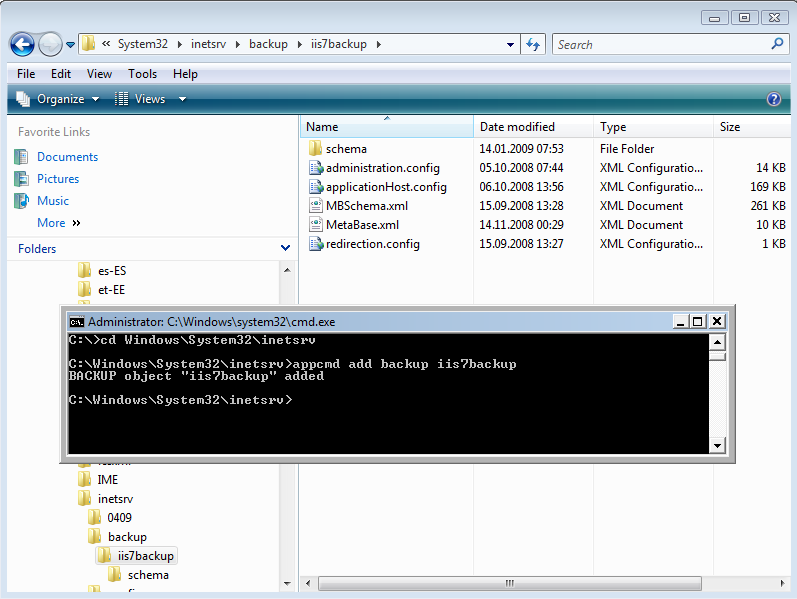 « System32 inetsrv backup iis7backup
Search
File Edit View Tools Help
Organize Views
Favorite Links
Documents
Pictures
Music
More »
Folders
es-ES
et-EE
Name Date modified Type Size
schema 14.01.2009 07:53 File Folder
administration.config 05.10.2008 07:44 XML Configuratio... 14 KB
applicationHost.config 06.10.2008 13:56 XML Configuratio... 169 KB
MBSchema.xml 15.09.2008 13:28 XML Document 261 KB
MetaBase.xml 14.11.2008 00:29 XML Document 10 KB
redirection.config 15.09.2008 13:27 XML Configuratio... 1 KB
Administrator: C:\Windows\system32\cmd.exe
C:\>cd Windows\System32\inetsrv
C:\Windows\System32\inetsrv>appcmd add backup iis7backup
BACKUP object "iis7backup" added
C:\Windows\System32\inetsrv>
IME
inetsrv
0409
backup
iis7backup
schema